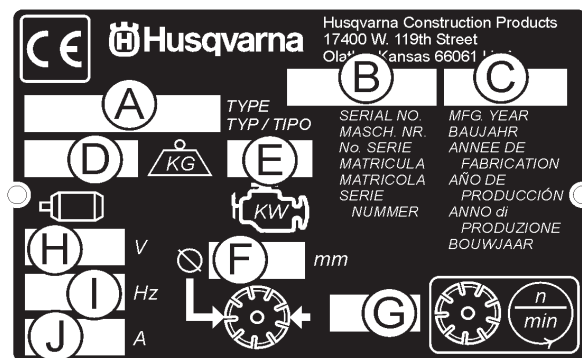 CE
Husqvarna
Husqvarna Construction Products
17400 W. 119th Street
Kansas 66061
A
B
C
TYPE
TYP / TIPO
SERIAL NO.
MASCH. NR.
No. SERIE
MATRICULA
MATRICOLA
SERIE
NUMMER
MFG. YEAR
BAUJAHR
ANNEE DE
FABRICATION
AÑO DE
PRODUCCIÓN
ANNO di
PRODUZIONE
BOUWJAAR
D
KG
E
KW
H
V
F
mm
I
Hz
G
n
min
J
A